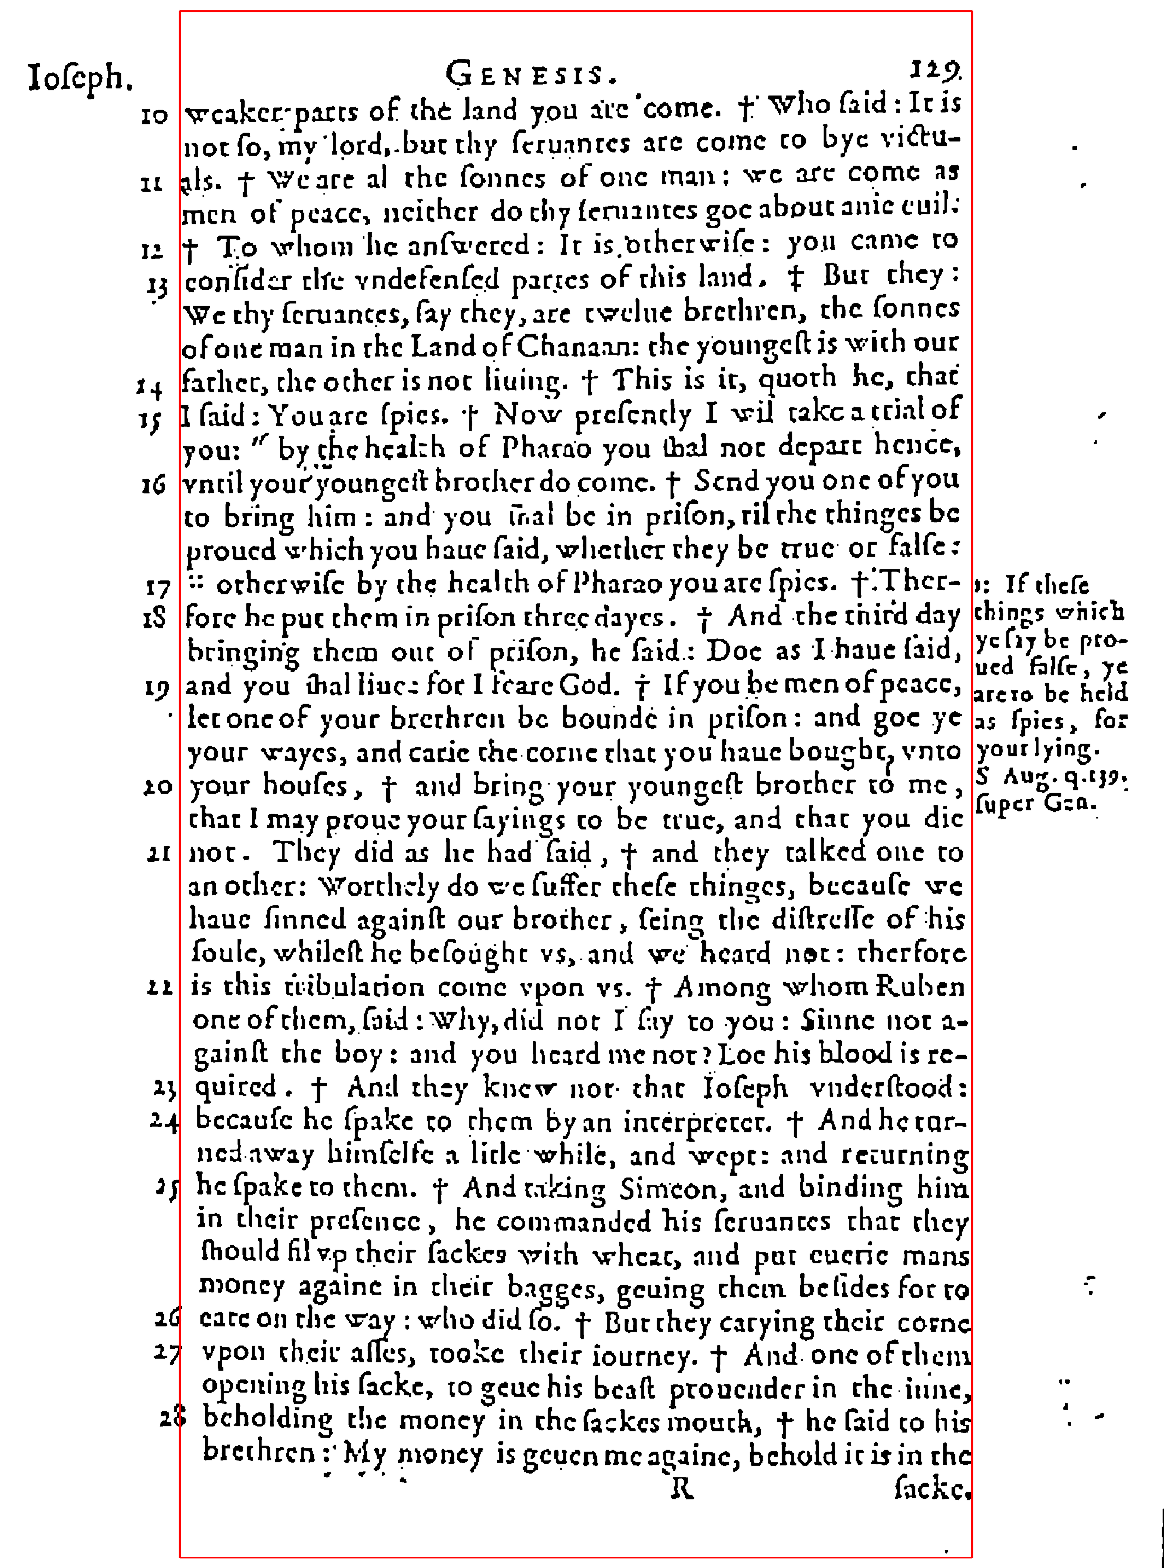 Ioſeph. GENESIS. 129.
10 weaker partes of the land you are come. † Who ſaid: It is
not ſo, my lord, but thy ſeruantes are come to bye victu-
11 als. † We are al the ſonnes of one man: we are come as
men of peace, neither do thy ſeruantes goe about anie euil.
12 † To whom he anſwered: It is otherwiſe: you came to
13 conſider the vndefenſed partes of this land. † But they:
We thy ſeruantes, ſay they, are twelue brethren, the ſonnes
of one man in the Land of Chanaan: the youngeſt is with our
14 father, the other is not liuing. † This is it, quoth he, that
15 I ſaid: You are ſpies. † Now preſently I wil take a trial of
you: " by the health of Pharao you ſhal not depart hence,
16 vntil your youngeſt brother do come. † Send you one of you
to bring him: and you ſhal be in priſon, til the thinges be
proued which you haue ſaid, whether they be true or falſe:
17 :: otherwiſe by the health of Pharao you are ſpies. † Ther-
18 fore he put them in priſon three dayes. † And the third day
bringing them out of priſon, he ſaid: Doe as I haue ſaid,
19 and you ſhal liue: for I feare God. † If you be men of peace,
let one of your brethren be bounde in priſon: and goe ye
your wayes, and carie the corne that you haue bought, vnto
20 your houſes, † and bring your youngeſt brother to me,
that I may proue your ſayings to be true, and that you die
21 not. They did as he had ſaid, † and they talked one to
an other: Worthely do we ſuffer theſe thinges, becauſe we
haue ſinned againſt our brother, ſeing the diſtreſſe of his
ſoule, whileſt he beſought vs, and we heard not: therfore
22 is this tribulation come vpon vs. † Among whom Ruben
one of them, ſaid: Why, did not I ſay to you: Sinne not a-
gainſt the boy: and you heard me not? Loe his blood is re-
23 quired. † And they knew not that Ioſeph vnderſtood:
24 becauſe he ſpake to them by an interpreter. † And he tur-
ned away himſelfe a litle while, and wept: and returning
25 he ſpake to them. † And taking Simeon, and binding him
in their preſence, he commanded his ſeruantes that they
ſhould fil vp their ſackes with wheat, and put euerie mans
money againe in their bagges, geuing them beſides for to
26 eate on the way: who did ſo. † But they carying their corne
27 vpon their aſſes, tooke their iourney. † And one of them
opening his ſacke, to geue his beaſt prouender in the inne,
28 beholding the money in the ſackes mouth, † he ſaid to his
brethren: My money is geuen me againe, behold it is in the
R ſacke.
:: If theſe
things which
ye ſay be pro-
ued falſe, ye
are to be held
as ſpies, for
your lying.
S Aug. q. 139.
ſuper Gen.